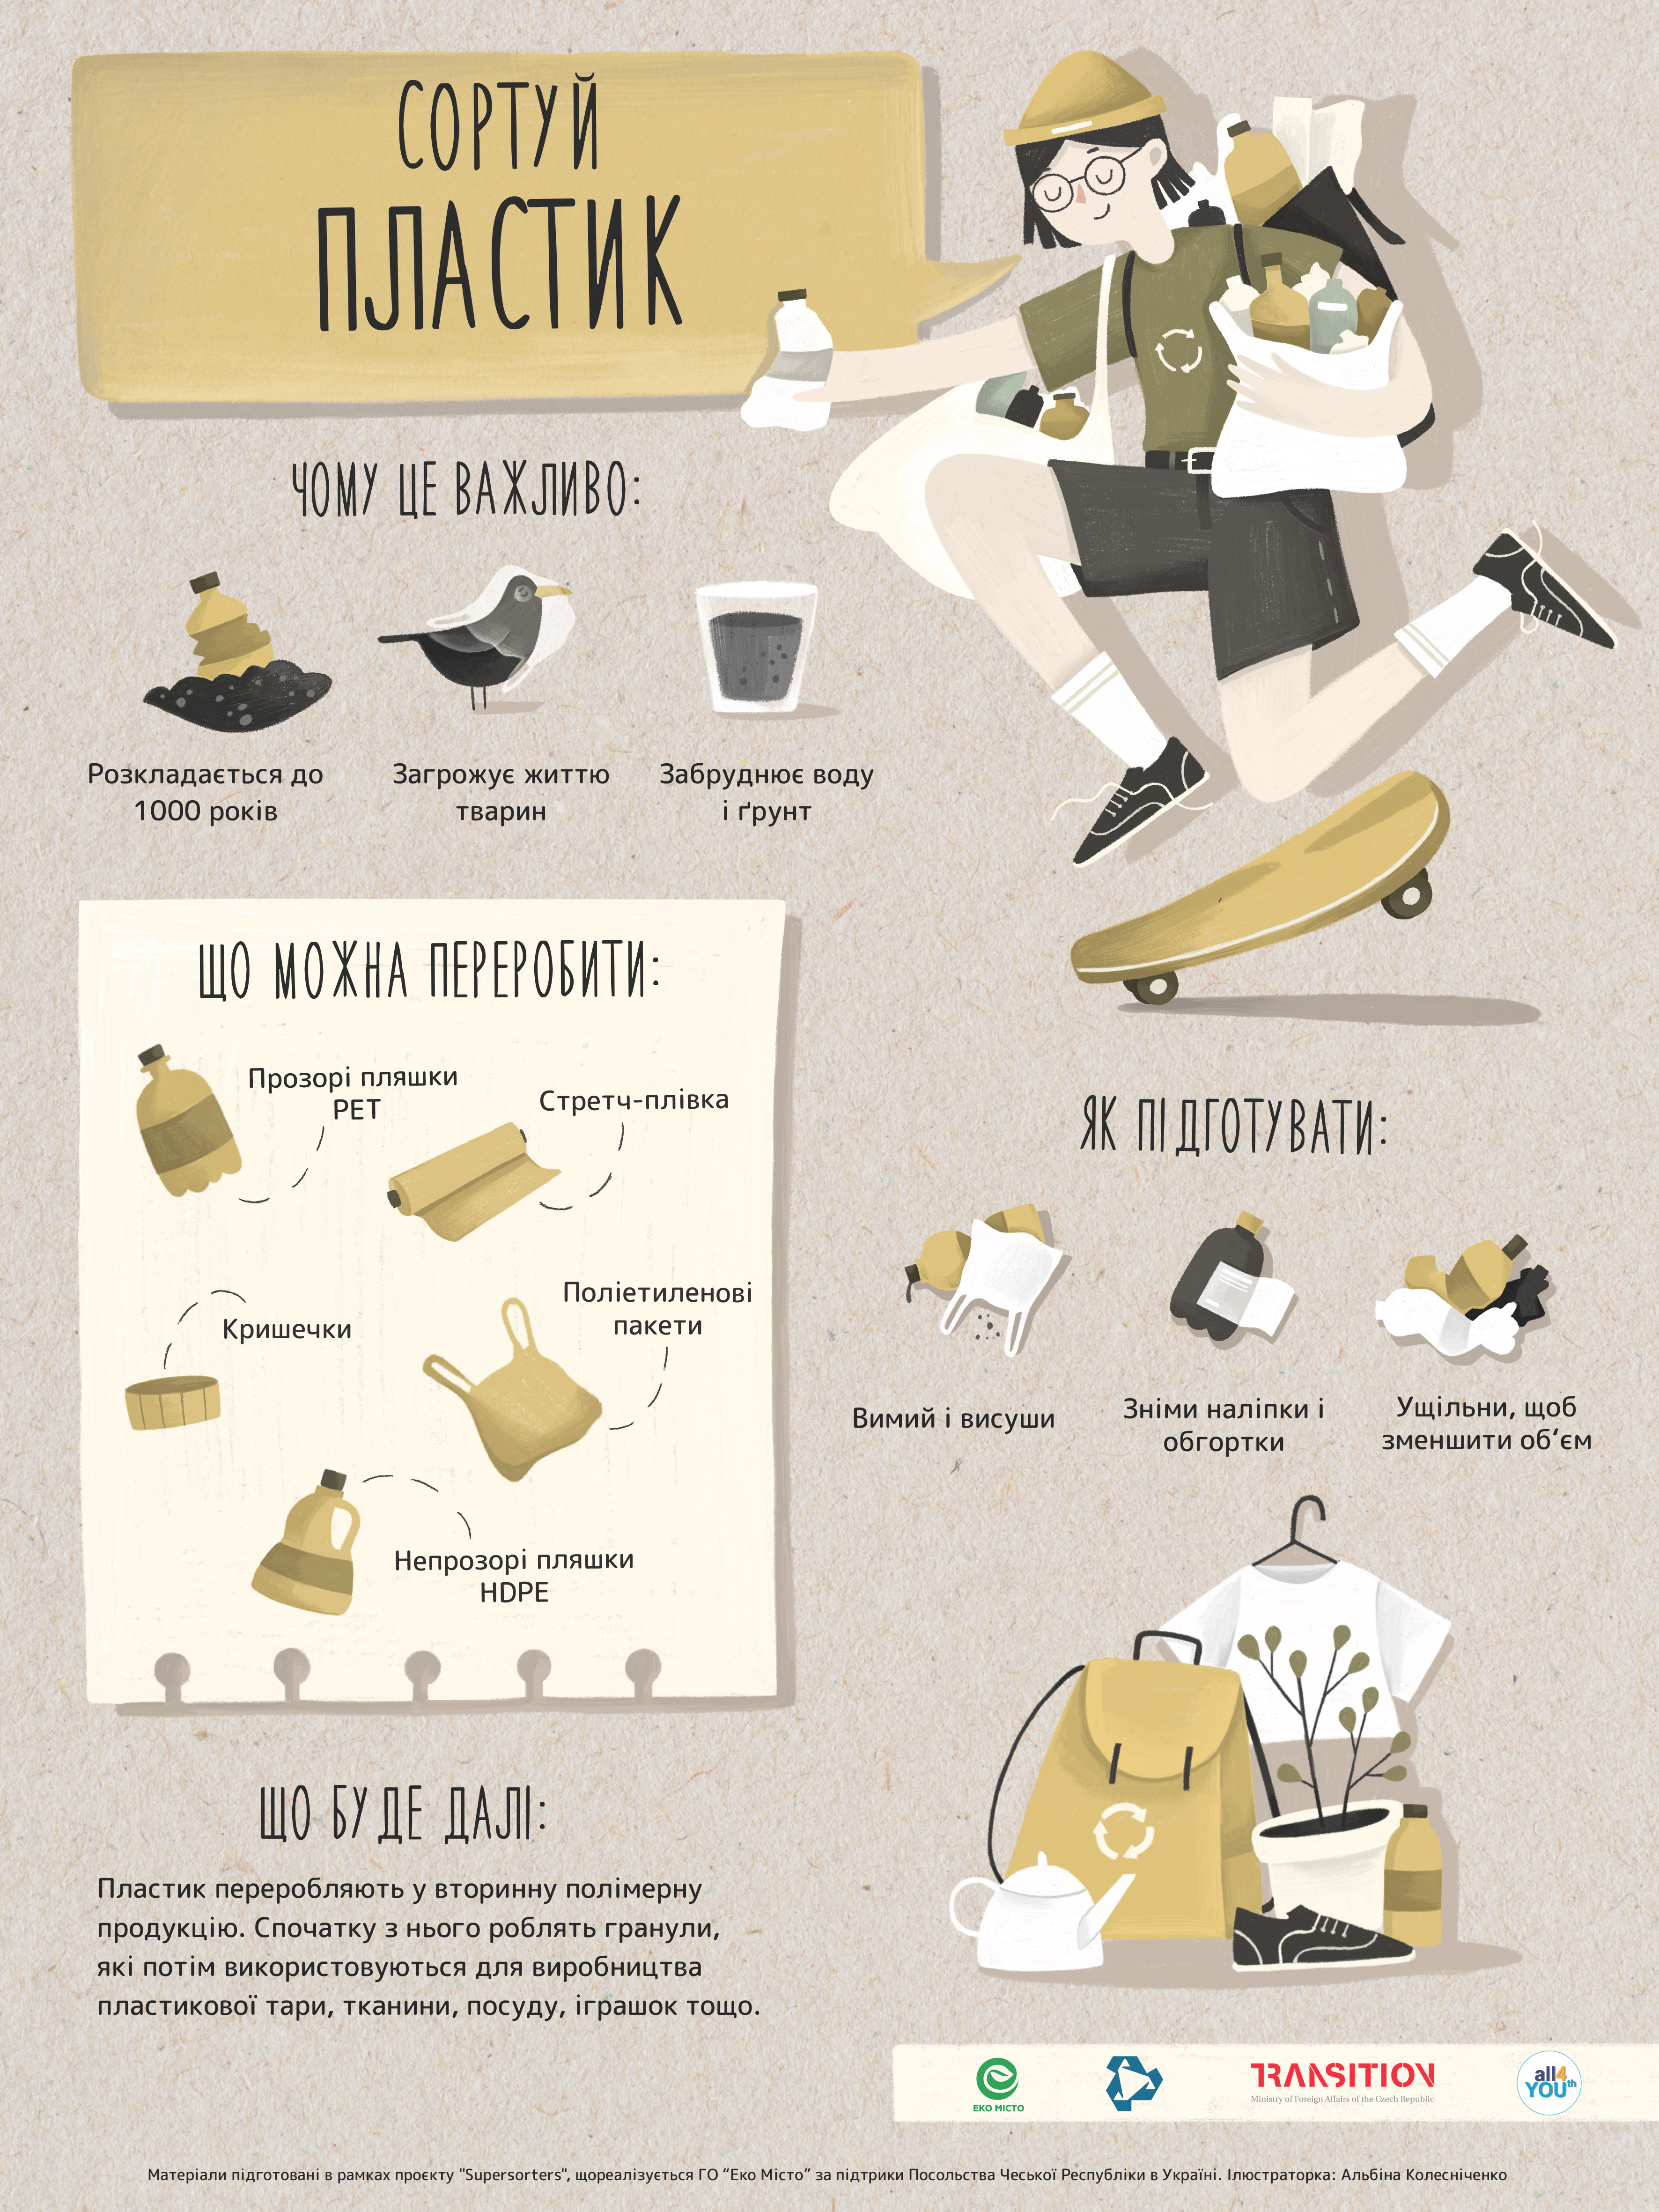 СОРТУЙ
ПЛАСТИК
ЧОМУ ЦЕ ВАЖЛИВО:
Розкладається до
1000 років
Загрожує життю
тварин
Забруднює воду
і ґрунт
ЩО МОЖНА ПЕРЕРОБИТИ:
Прозорі пляшки
PET
Стретч-плівка
Кришечки
Поліетиленові
пакети
Непрозорі пляшки
HDPE
ЯК ПІДГОТУВАТИ:
Вимий і висуши
Зніми наліпки і
обгортки
Ущільни, щоб
зменшити об‘єм
ЩО БУДЕ ДАЛІ:
Пластик переробляють у вторинну полімерну
продукцію. Спочатку з нього роблять гранули,
які потім використовуються для виробництва
пластикової тари, тканини, посуду, іграшок тощо.
ЕКО МІСТО
TRANSITION
Ministry of Foreign Affairs of the Czech Republic
all4
YOUth
Матеріали підготовані в рамках проєкту "Supersorters", щореалізується ГО “Еко Місто” за підтрики Посольства Чеської Республіки в Україні. Ілюстраторка: Альбіна Колесніченко